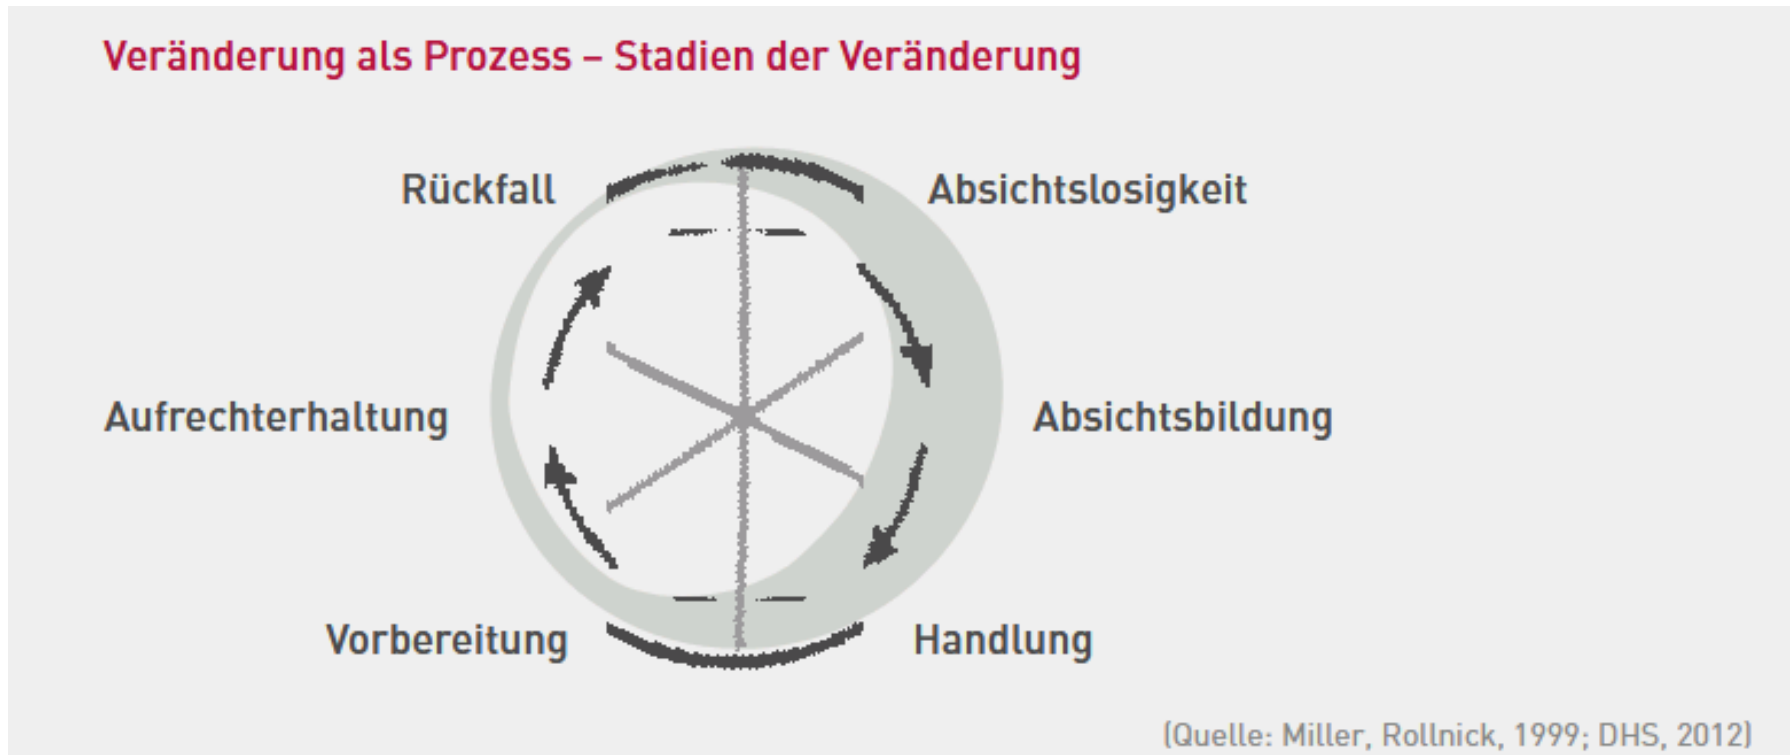 Veränderung als Prozess – Stadien der Veränderung
Rückfall
Absichtslosigkeit
Aufrechterhaltung
Absichtsbildung
Vorbereitung
Handlung
(Quelle: Miller, Rollnick, 1999; DHS, 2012)